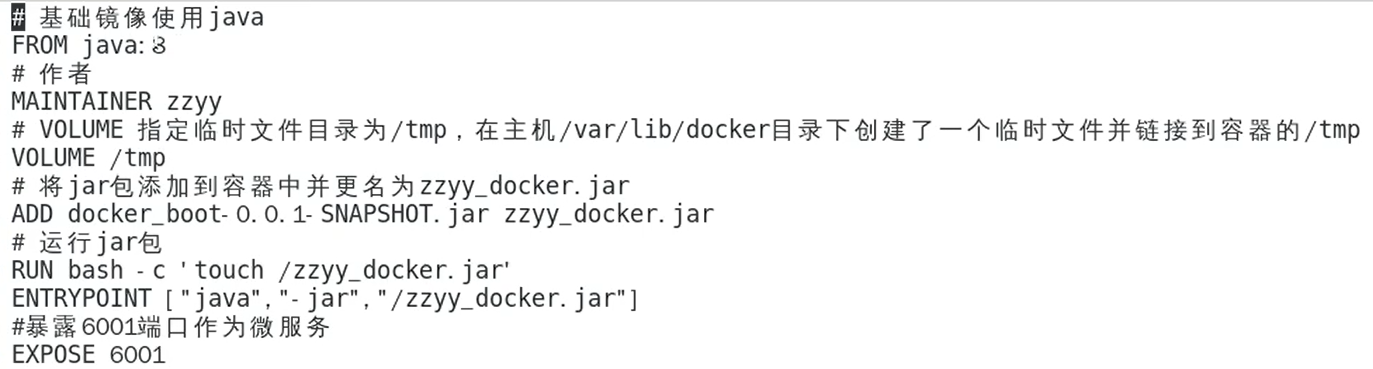 # 基础镜像使用java
FROM java:8
# 作者
MAINTAINER zzyy
# VOLUME 指定临时文件目录为/tmp，在主机/var/lib/docker目录下创建了一个临时文件并链接到容器的/tmp
VOLUME /tmp
# 将jar包添加到容器中并更名为zzyy_docker.jar
ADD docker_boot-0.0.1-SNAPSHOT.jar zzyy_docker.jar
# 运行jar包
RUN bash -c 'touch /zzyy_docker.jar'
ENTRYPOINT ["java","-jar","/zzyy_docker.jar"]
#暴露6001端口作为微服务
EXPOSE 6001